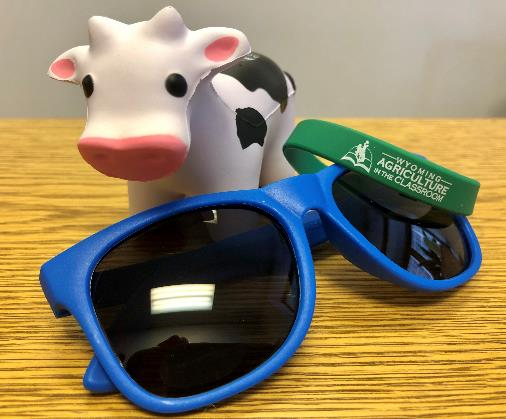 WYOMING
AGRICULTURE
IN THE CLASSROOM